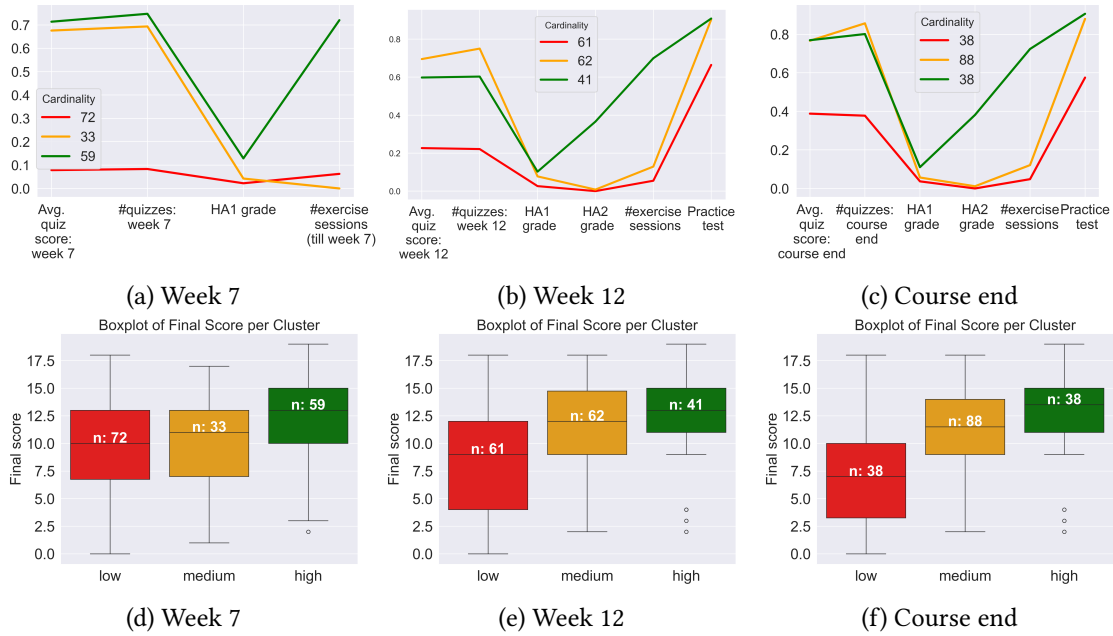 0.7
0.6
0.5
0.4
0.3
0.2
0.1
0.0
Cardinality
72
33
59
Avg.
quiz
score:
week 7
#quizzes:
week 7
HA1 grade
#exercise
sessions
(till week 7)
(a) Week 7
1.0
0.8
0.6
0.4
0.2
0.0
Cardinality
61
62
41
Avg.
quiz
score:
week 12
#quizzes:
week 12
HA1
grade
HA2
grade
#exercise
sessions
Practice
test
(b) Week 12
0.8
0.6
0.4
0.2
0.0
Cardinality
38
88
38
Avg.
quiz
score:
course end
#quizzes:
course
end
HA1
grade
HA2
grade
#exercise
sessions
Practice
test
(c) Course end
Boxplot of Final Score per Cluster
Final score
17.5
15.0
12.5
10.0
7.5
5.0
2.5
0.0
n: 72
n: 33
n: 59
low
medium
high
(d) Week 7
Boxplot of Final Score per Cluster
Final score
17.5
15.0
12.5
10.0
7.5
5.0
2.5
0.0
n: 61
n: 62
n: 41
low
medium
high
(e) Week 12
Boxplot of Final Score per Cluster
Final score
17.5
15.0
12.5
10.0
7.5
5.0
2.5
0.0
n: 38
n: 88
n: 38
low
medium
high
(f) Course end